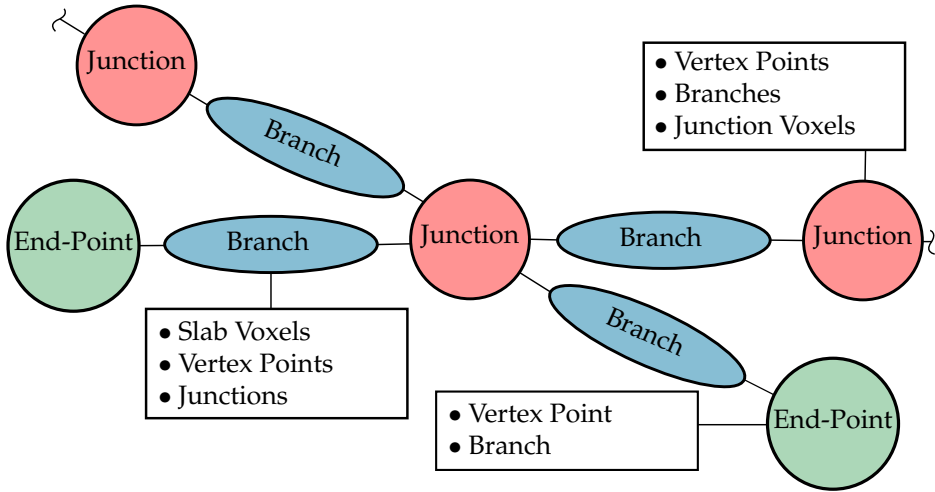 Junction
Branch
• Vertex Points
• Branches
• Junction Voxels
End-Point
Branch
Junction
Branch
Junction
• Slab Voxels
• Vertex Points
• Junctions
Branch
• Vertex Point
• Branch
End-Point